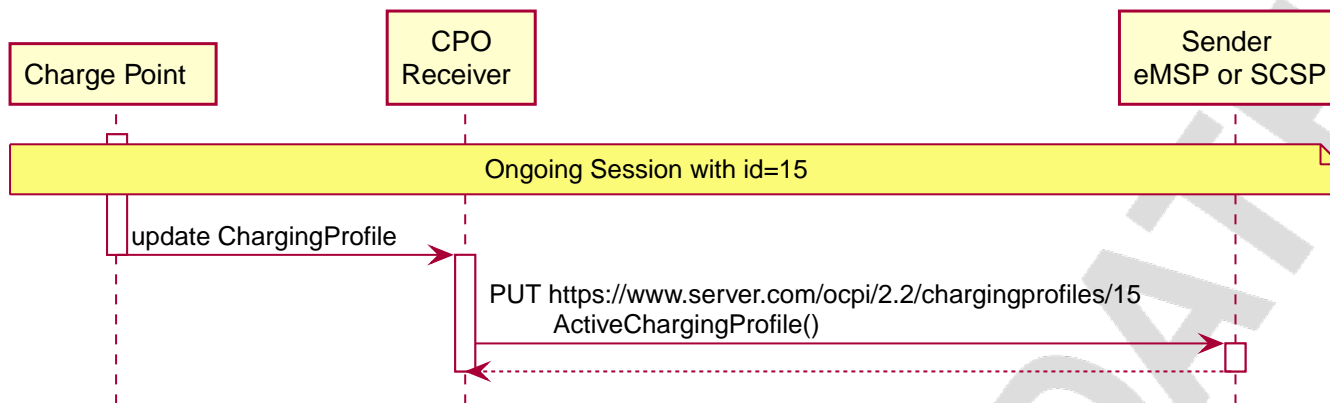 Charge Point
CPO
Receiver
Sender
eMSP or SCSP
Ongoing Session with id=15
update ChargingProfile
PUT https://www.server.com/ocpi/2.2/chargingprofiles/15
ActiveChargingProfile()